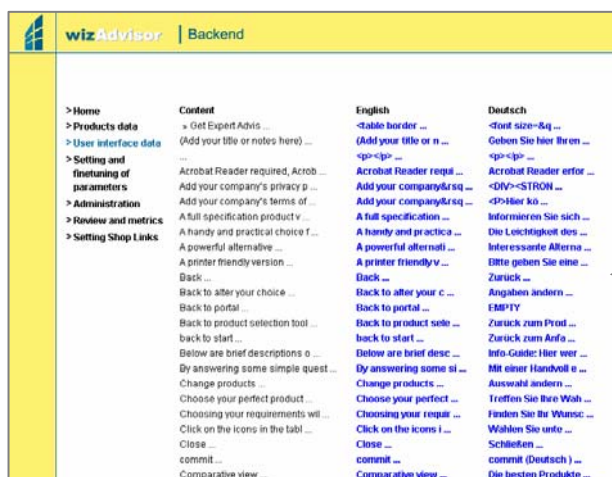 wizAdvisor | Backend
Content English Deutsch
> Home
> Products data
> User interface data
> Setting and
finetuning of
parameters
> Administration
> Review and metrics
> Setting Shop Links
> Get Expert Advis ... <table border ... <font size=&q ...
(Add your title or notes here) ... (Add your title or n ... Geben Sie hier Ihren ...
... <p></p> ... <p></p> ...
Acrobat Reader required, Acrob ... Acrobat Reader requi ... Acrobat Reader erfor ...
Add your company's privacy p ... Add your company&rsq ... <DIV><STRON ...
Add your company's terms of ... Add your company&rsq ... <P>Hier kö ...
A full specification product v ... A full specification ... Informieren Sie sich ...
A handy and practical choice f ... A handy and practica ... Die Leichtigkeit des ...
A powerful alternative ... A powerful alternati ... Interessante Alterna ...
A printer friendly version ... A printer friendly v ... Bitte geben Sie eine ...
Back ... Back ... Zurück ...
Back to alter your choice ... Back to alter your c ... Angaben ändern ...
Back to portal ... Back to portal ... EMPTY
Back to product selection tool ... Back to product sele ... Zurück zum Prod ...
back to start ... back to start ... Zurück zum Anfa ...
Below are brief descriptions o ... Below are brief desc ... Info-Guide: Hier wer ...
By answering some simple quest ... By answering some si ... Mit einer Handvoll e ...
Change products ... Change products ... Auswahl ändern ...
Choose your perfect product ... Choose your perfect ... Treffen Sie Ihre Wah ...
Choosing your requirements wil ... Choosing your requir ... Finden Sie Ihr Wunsc ...
Click on the icons in the tabl ... Click on the icons i ... Wählen Sie unte ...
Close ... Close ... Schließen ...
commit ... commit ... commit (Deutsch ) ...
Comparative view ... Comparative view ... Die besten Produkte ...